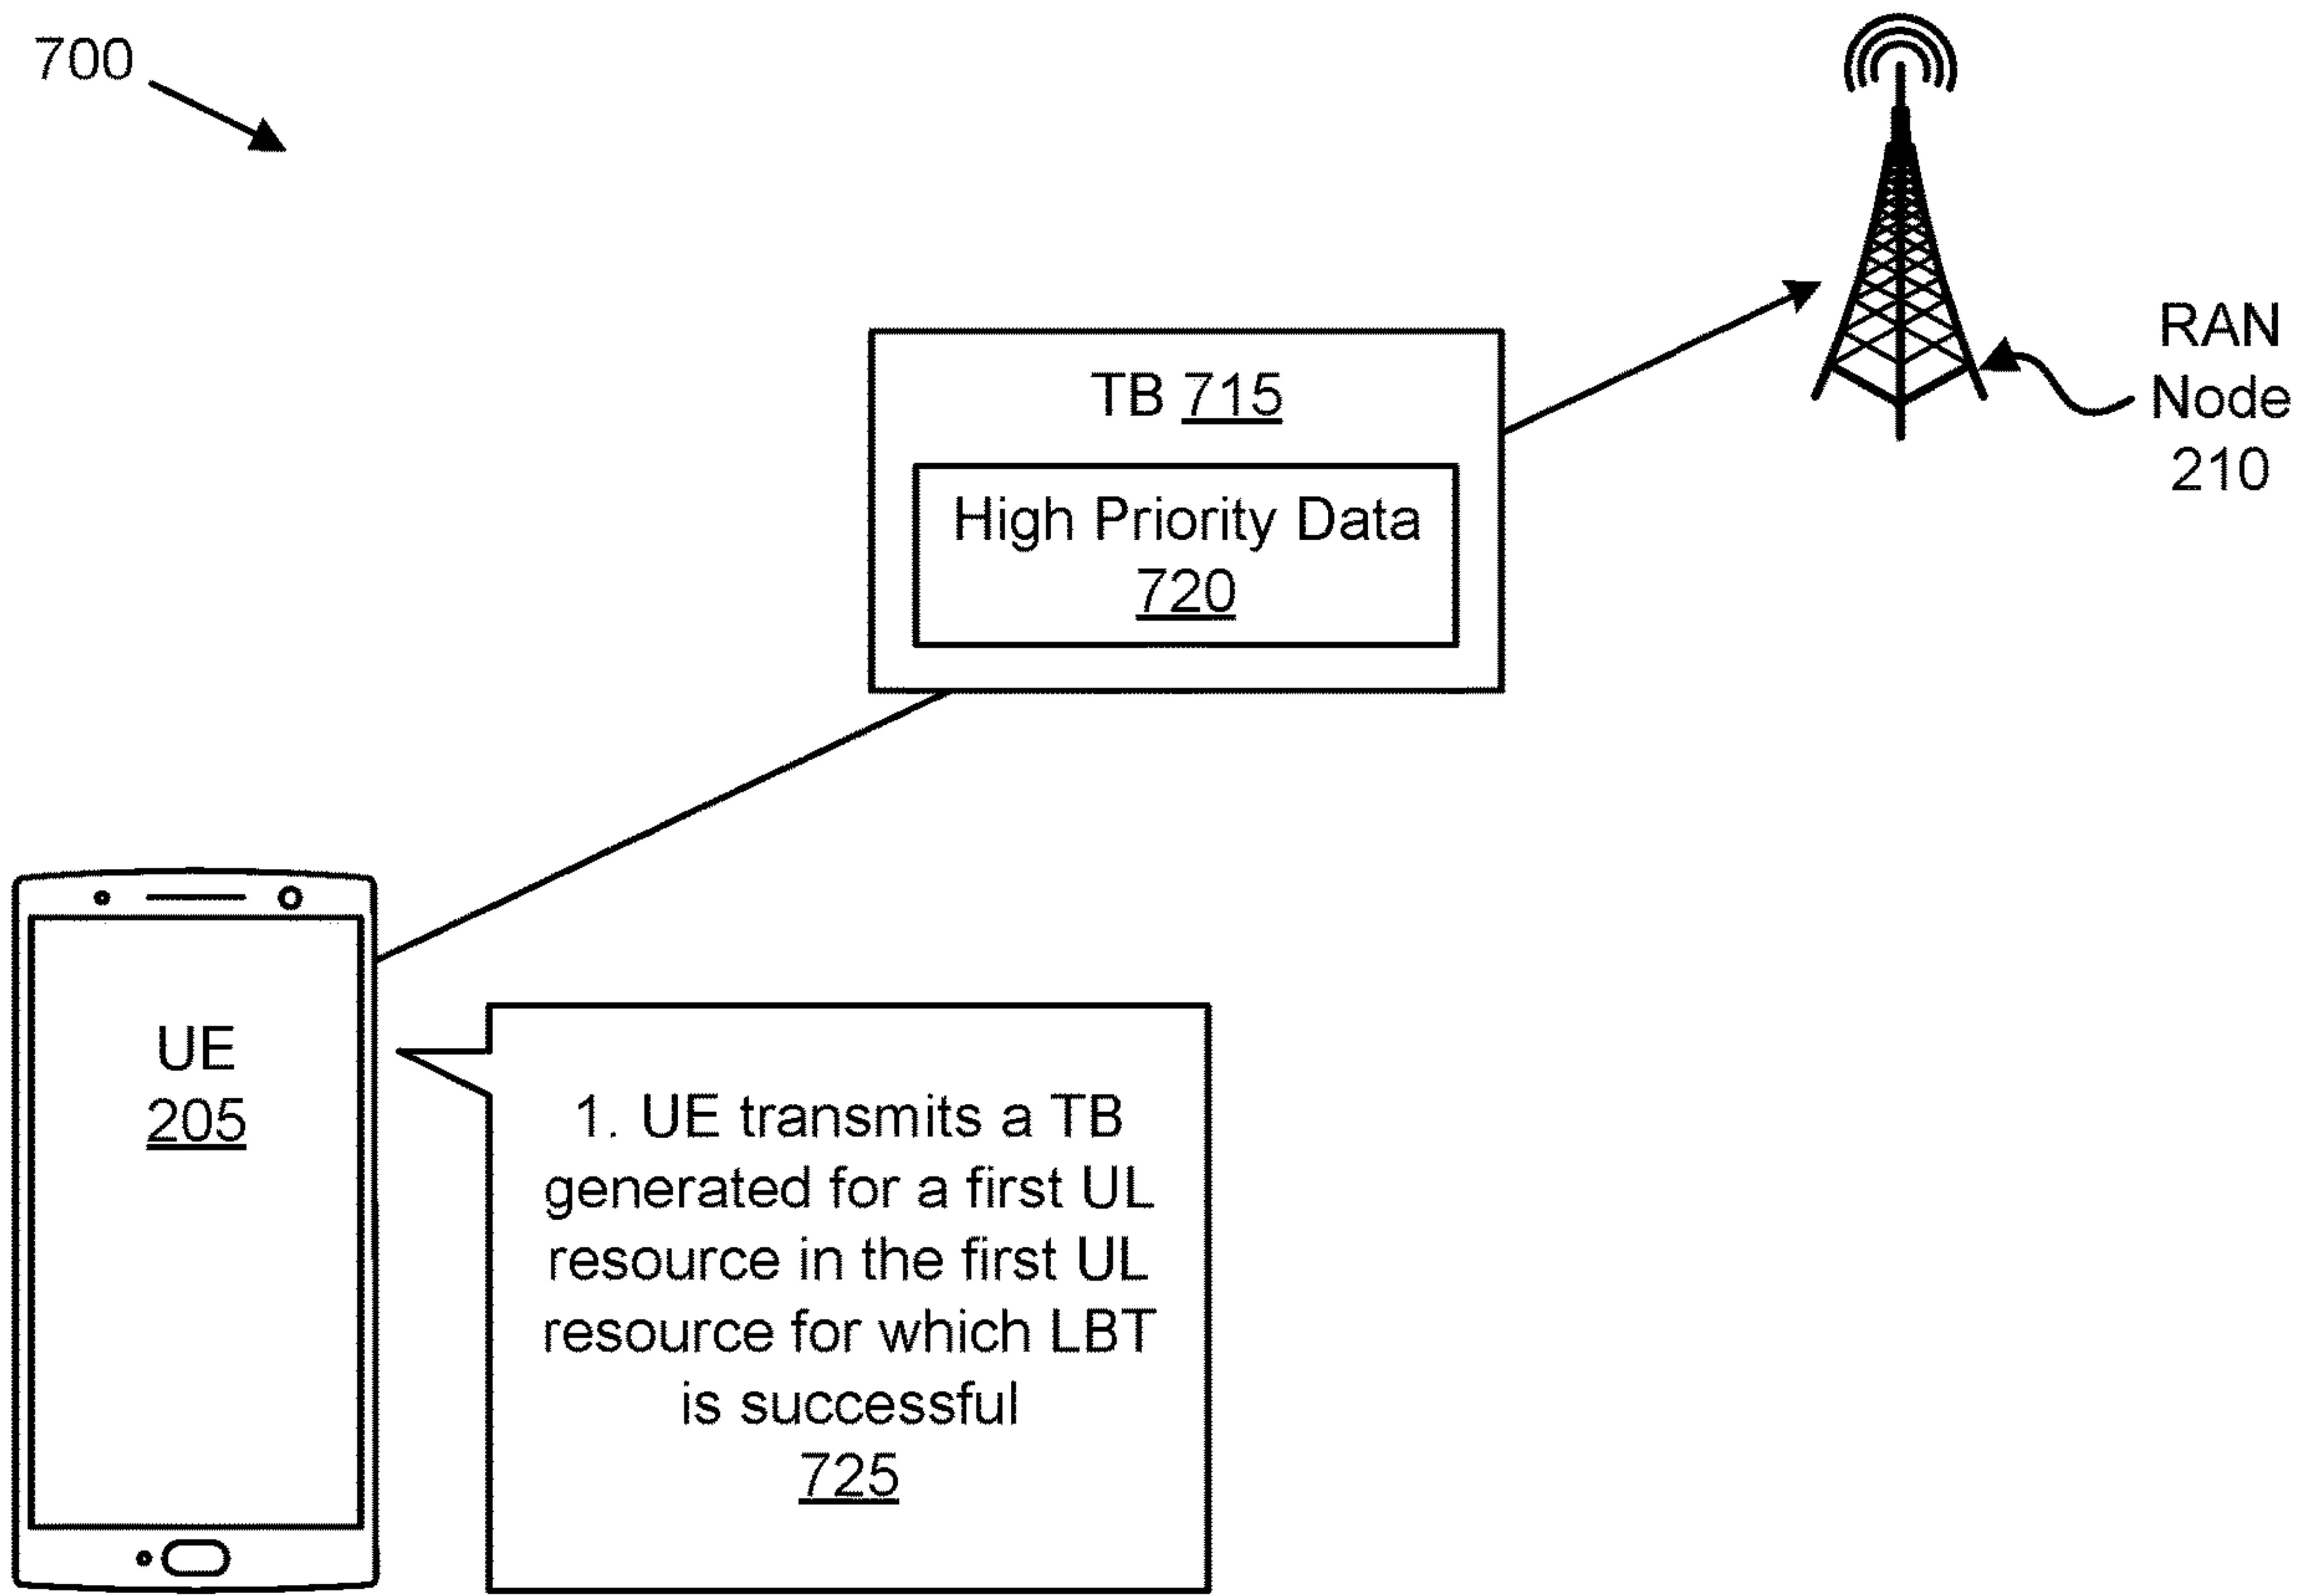 700
RAN
Node
210
TB 715
High Priority Data
720
UE
205
1. UE transmits a TB
generated for a first UL
resource in the first UL
resource for which LBT
is successful
725